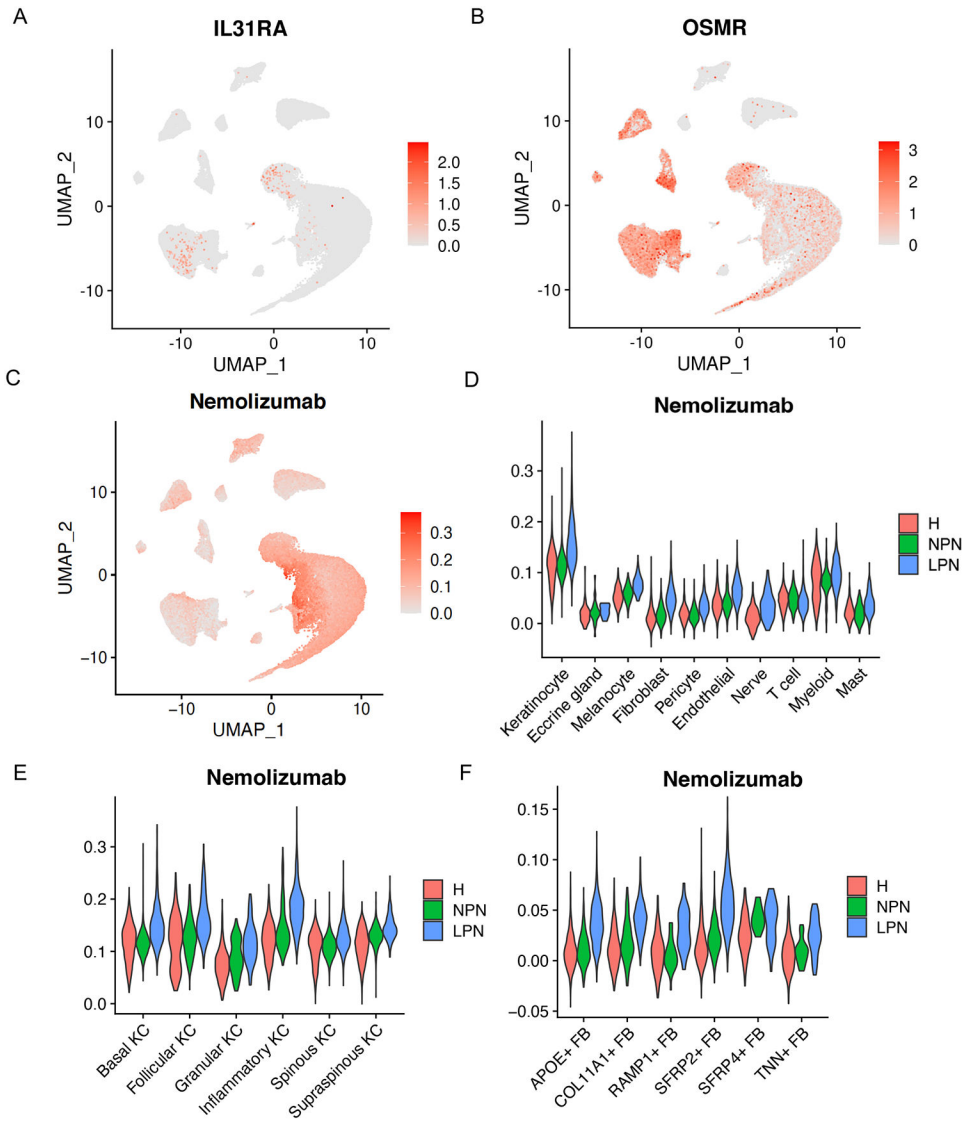 A
IL31RA
UMAP_2
10
0
-10
-10
0
10
UMAP_1
2.0
1.5
1.0
0.5
0.0
B
OSMR
UMAP_2
10
0
-10
-10
0
10
UMAP_1
3
2
1
0
C
Nemolizumab
UMAP_2
10
0
−10
−10
0
10
UMAP_1
0.3
0.2
0.1
0.0
D
Nemolizumab
0.3
0.2
0.1
0.0
Keratinocyte
Eccrine gland
Melanocyte
Fibroblast
Pericyte
Endothelial
Nerve
T cell
Myeloid
Mast
H
NPN
LPN
E
Nemolizumab
0.3
0.2
0.1
0.0
Basal KC
Follicular KC
Granular KC
Inflammatory KC
Spinous KC
Supraspinous KC
H
NPN
LPN
F
Nemolizumab
0.15
0.10
0.05
0.00
−0.05
APOE+ FB
COL11A1+ FB
RAMP1+ FB
SFRP2+ FB
SFRP4+ FB
TNN+ FB
H
NPN
LPN